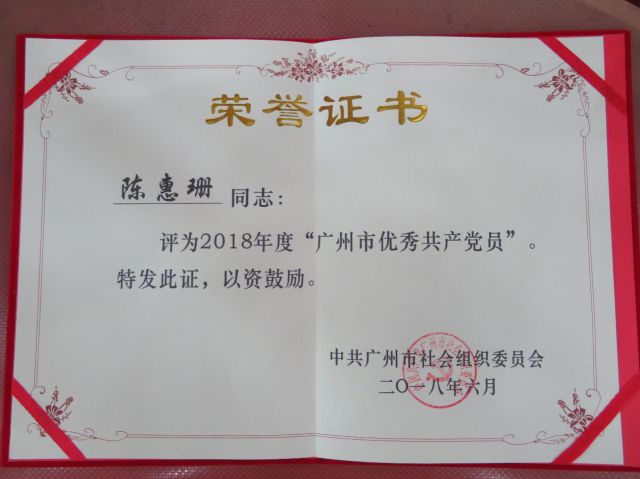 荣誉证书
陈惠珊 同志：
评为2018年度“广州市优秀共产党员”。
特发此证，以资鼓励。
中共广州市社会组织委员会
二〇一八年六月